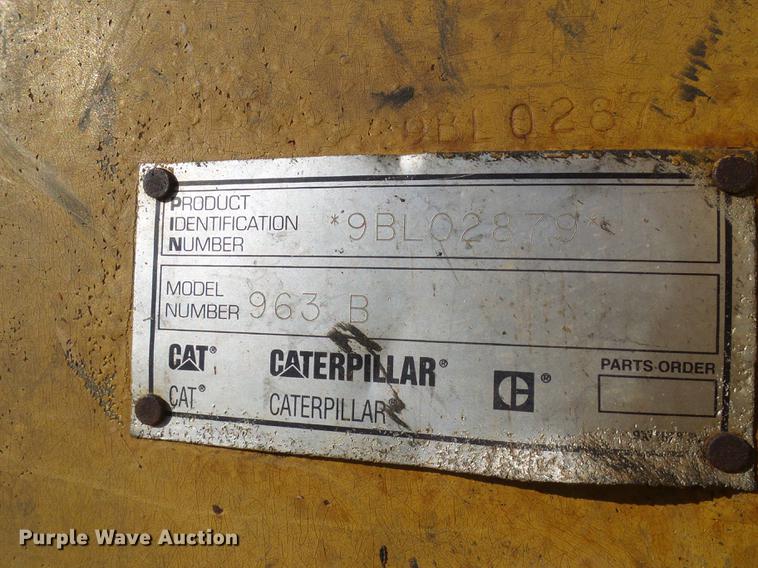 9BL02879
PRODUCT
IDENTIFICATION
NUMBER
*9BL02879*
MODEL
NUMBER 963 B
CAT® CATERPILLAR® ®
CAT® CATERPILLAR®
PARTS ORDER
Purple Wave Auction®